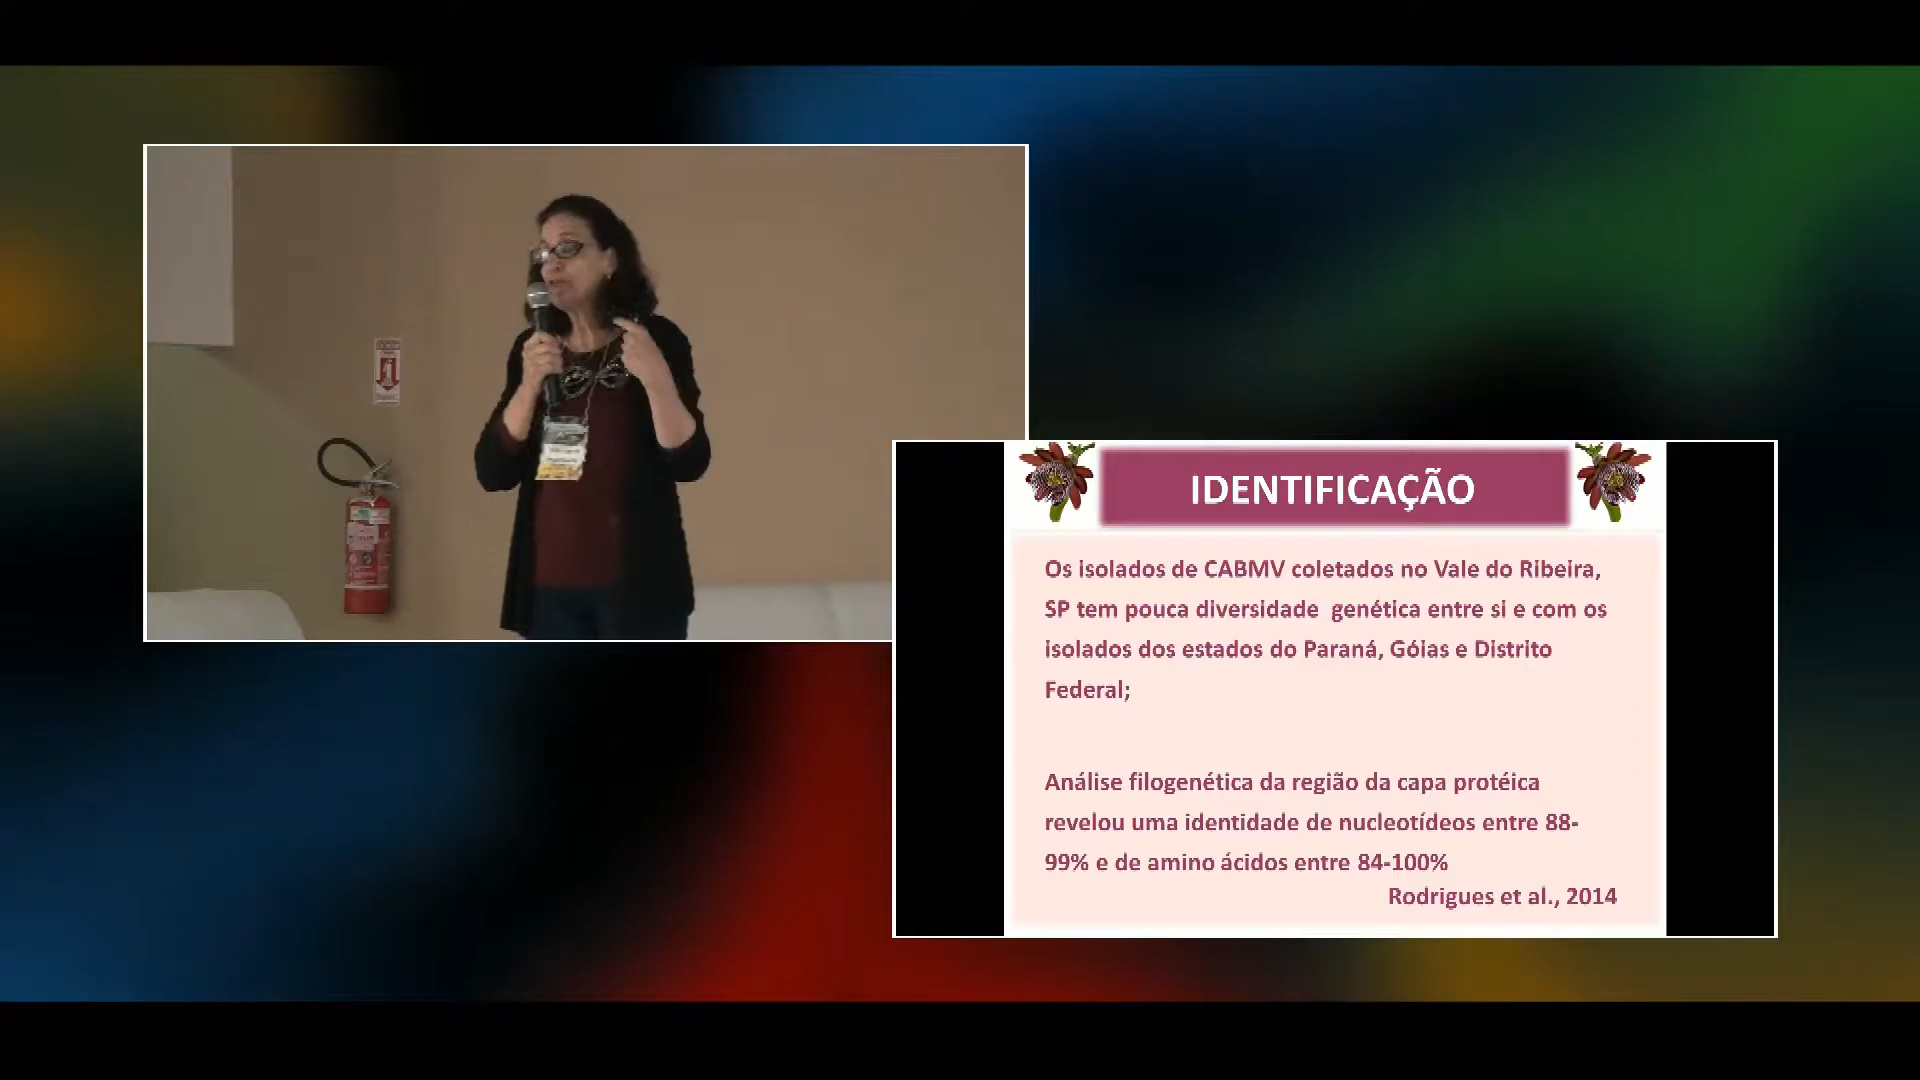 IDENTIFICAÇÃO
Os isolados de CABMV coletados no Vale do Ribeira,
SP tem pouca diversidade genética entre si e com os
isolados dos estados do Paraná, Góias e Distrito
Federal;
Análise filogenética da região da capa protéica
revelou uma identidade de nucleotídeos entre 88-
99% e de amino ácidos entre 84-100%
Rodrigues et al., 2014